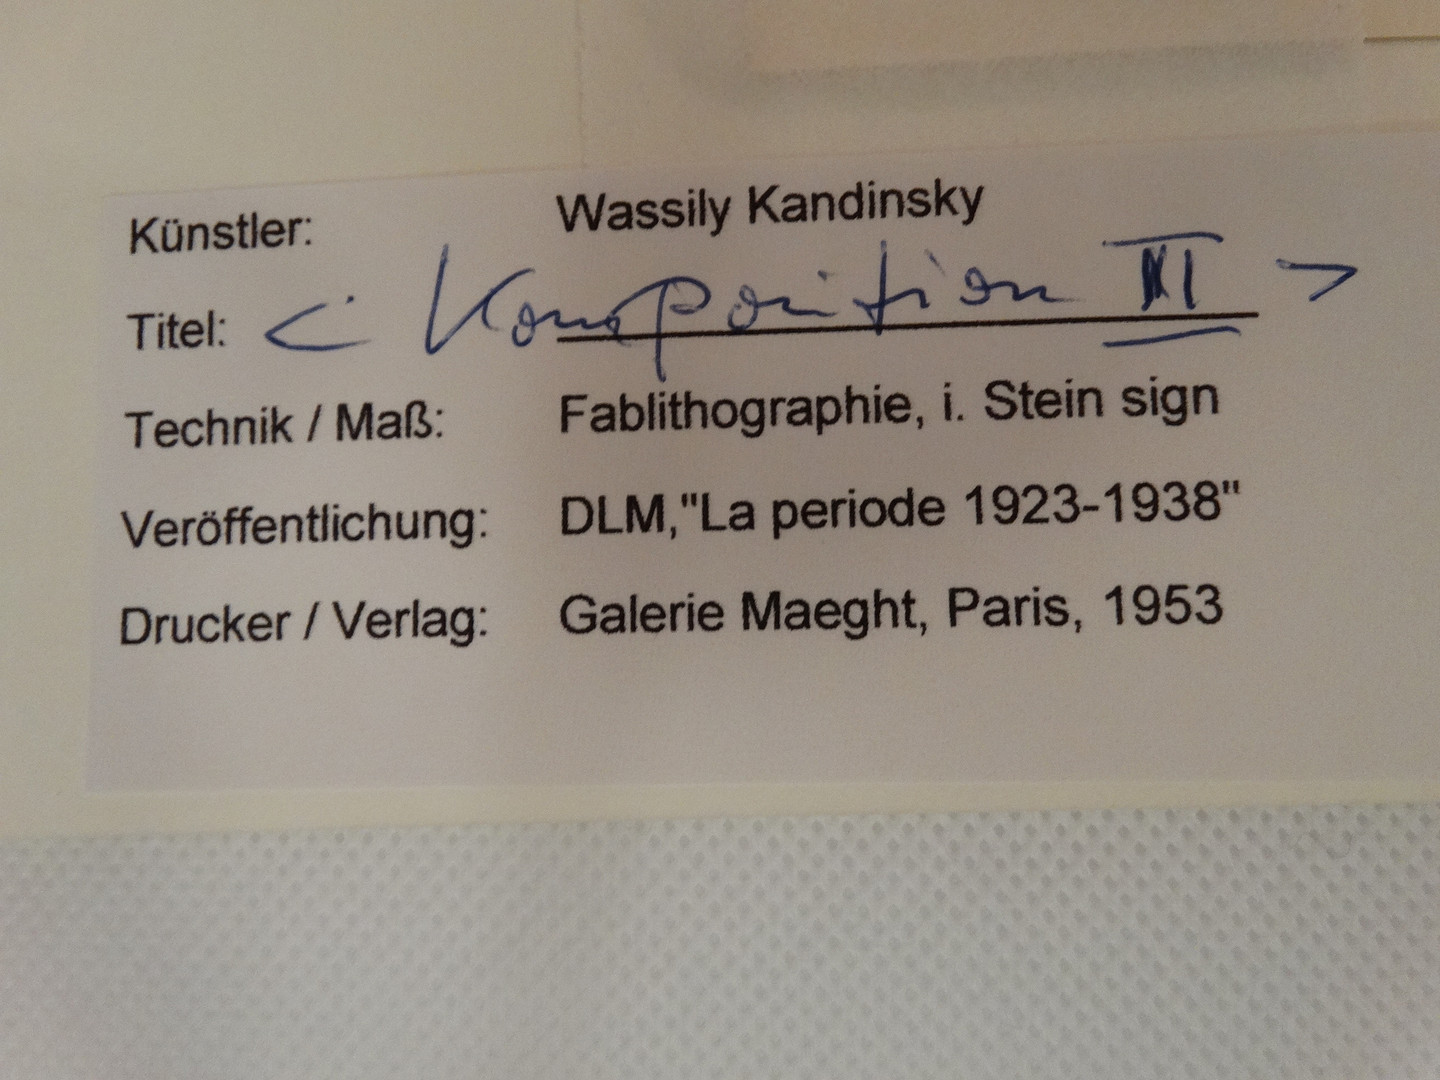 Künstler: Wassily Kandinsky
Titel: < Komposition III >
Technik / Maß: Fablithographie, i. Stein sign
Veröffentlichung: DLM,"La periode 1923-1938"
Drucker / Verlag: Galerie Maeght, Paris, 1953